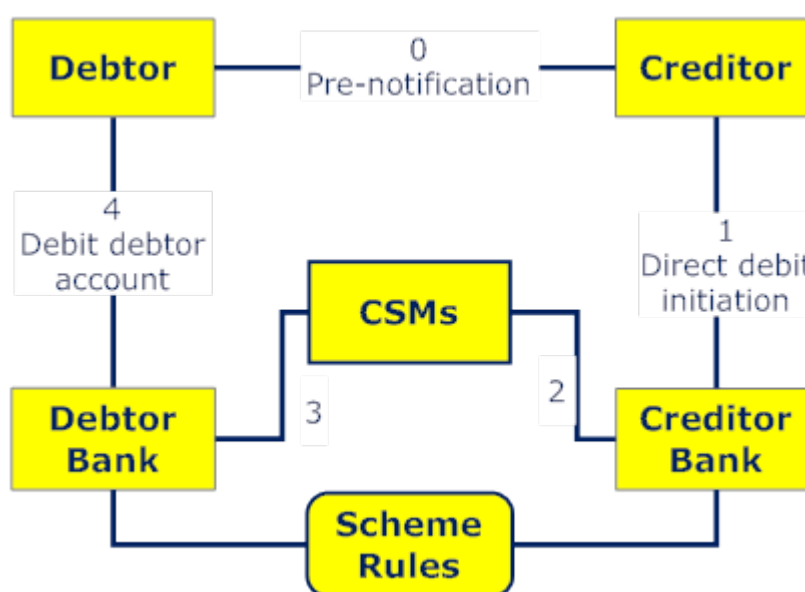 Debtor
0
Pre-notification
Creditor
4
Debit debtor
account
1
Direct debit
initiation
CSMs
3
2
Debtor
Bank
Creditor
Bank
Scheme
Rules